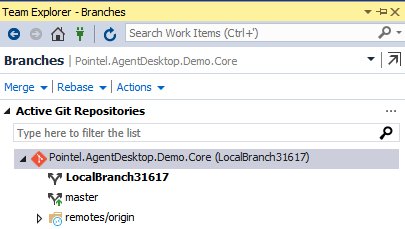 Team Explorer - Branches
Search Work Items (Ctrl+')
Branches | Pointel.AgentDesktop.Demo.Core
Merge | Rebase | Actions
Active Git Repositories
Type here to filter the list
Pointel.AgentDesktop.Demo.Core (LocalBranch31617)
LocalBranch31617
master
remotes/origin